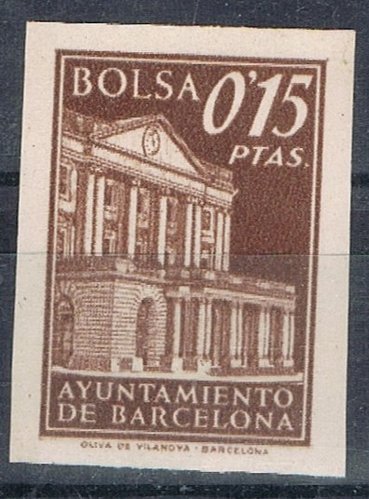 BOLSA 0'15
PTAS.
AYUNTAMIENTO
DE BARCELONA
OLIVA DE VILANOVA - BARCELONA